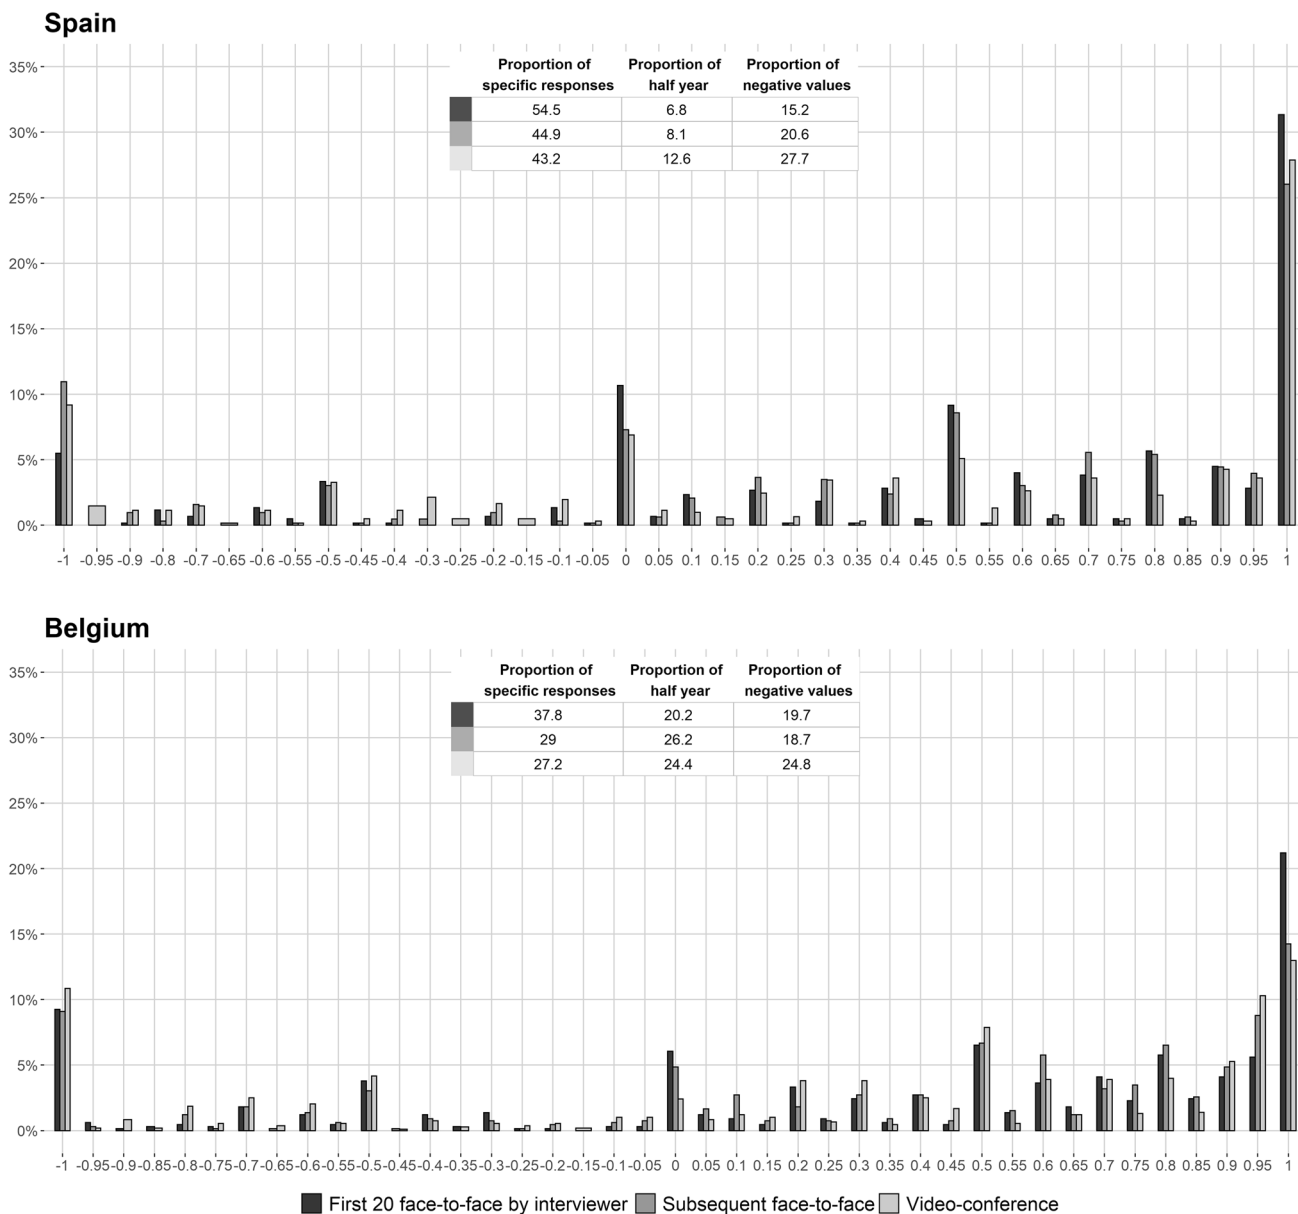 Spain
Proportion of Proportion of Proportion of
specific responses half year negative values
54.5 6.8 15.2
44.9 8.1 20.6
43.2 12.6 27.7
35%
30%
25%
20%
15%
10%
5%
0%
-1 -0.95 -0.9 -0.8 -0.7 -0.65 -0.6 -0.55 -0.5 -0.45 -0.4 -0.3 -0.25 -0.2 -0.15 -0.1 -0.05 0 0.05 0.1 0.15 0.2 0.25 0.3 0.35 0.4 0.45 0.5 0.55 0.6 0.65 0.7 0.75 0.8 0.85 0.9 0.95 1
Belgium
Proportion of Proportion of Proportion of
specific responses half year negative values
37.8 20.2 19.7
29 26.2 18.7
27.2 24.4 24.8
35%
30%
25%
20%
15%
10%
5%
0%
-1 -0.95 -0.9 -0.85 -0.8 -0.75 -0.7 -0.65 -0.6 -0.55 -0.5 -0.45 -0.4 -0.35 -0.3 -0.25 -0.2 -0.15 -0.1 -0.05 0 0.05 0.1 0.15 0.2 0.25 0.3 0.35 0.4 0.45 0.5 0.55 0.6 0.65 0.7 0.75 0.8 0.85 0.9 0.95 1
First 20 face-to-face by interviewer Subsequent face-to-face Video-conference